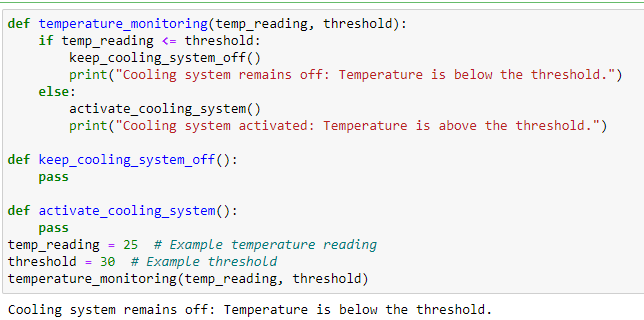 def temperature_monitoring(temp_reading, threshold):
    if temp_reading <= threshold:
        keep_cooling_system_off()
        print("Cooling system remains off: Temperature is below the threshold.")
    else:
        activate_cooling_system()
        print("Cooling system activated: Temperature is above the threshold.")

def keep_cooling_system_off():
    pass

def activate_cooling_system():
    pass
temp_reading = 25  # Example temperature reading
threshold = 30  # Example threshold
temperature_monitoring(temp_reading, threshold)
Cooling system remains off: Temperature is below the threshold.